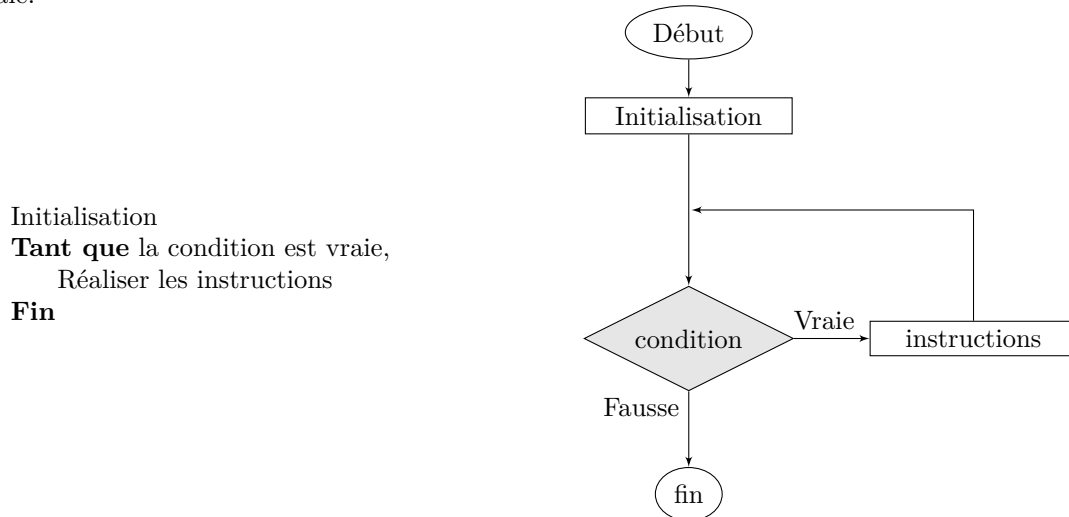 Initialisation
Tant que la condition est vraie,
Réaliser les instructions
Fin
Début
Initialisation
condition
Vraie
instructions
Fausse
fin